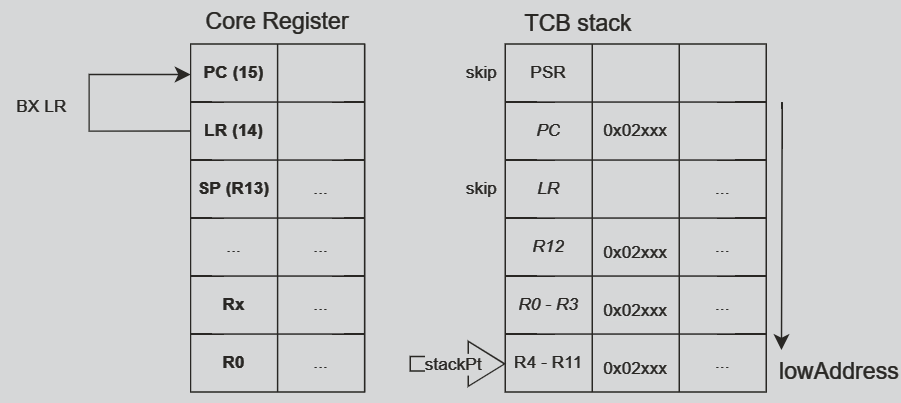 Core Register
TCB stack
PC (15)
skip
PSR
BX LR
LR (14)
PC
0x02xxx
SP (R13)
...
skip
LR
...
...
...
R12
0x02xxx
...
Rx
...
R0 - R3
0x02xxx
...
R0
...
stackPt
R4 - R11
0x02xxx
...
lowAddress